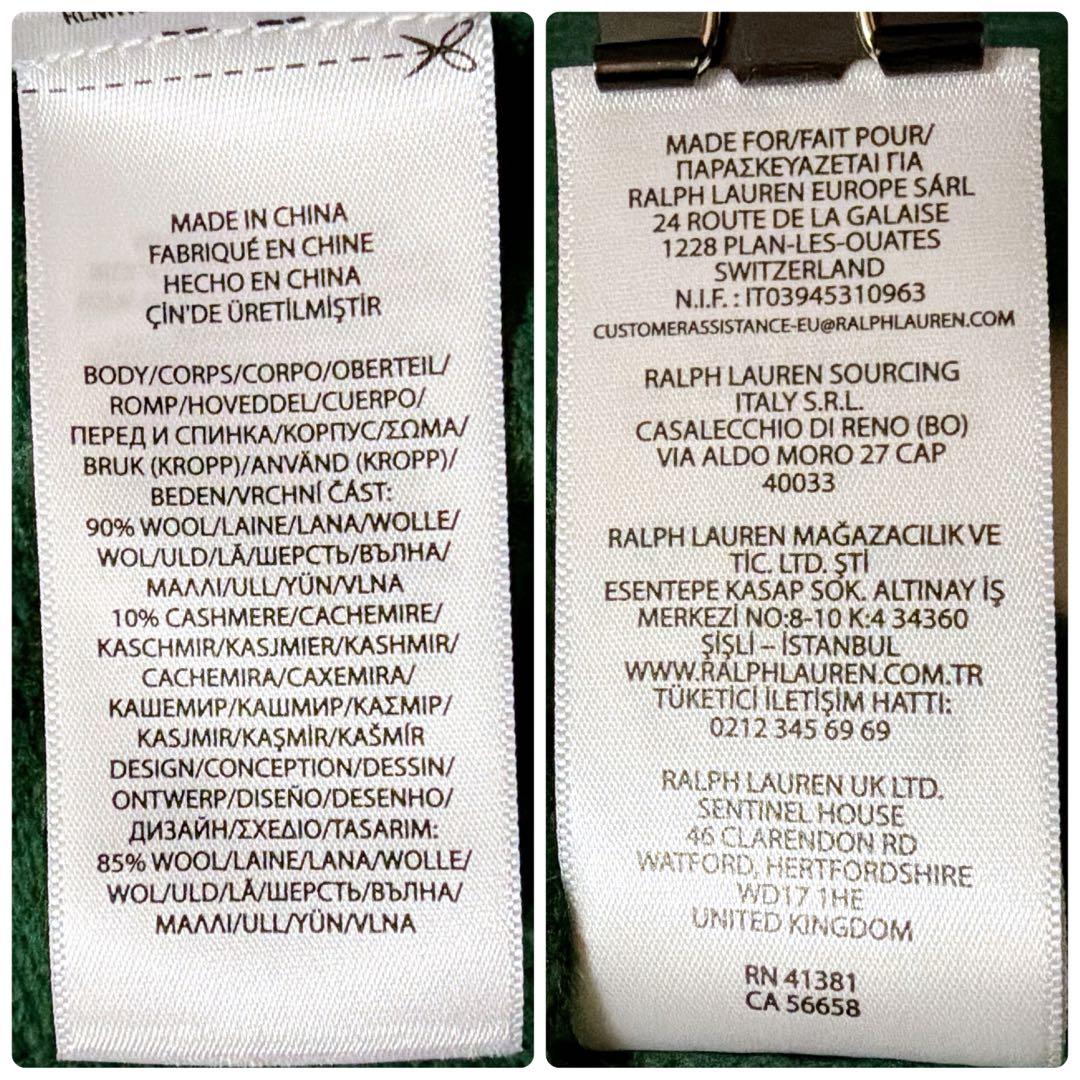 MADE IN CHINA
FABRIQUÉ EN CHINE
HECHO EN CHINA
ÇİN'DE ÜRETİLMİŞTİR
BODY/CORPS/CORPO/OBERTEIL/
ROMP/HOVEDDEL/CUERPO/
ПЕРЕД И СПИНКА/КОРПУС/ΣΩΜΑ/
BRUK (KROPP)/ANVÄND (KROPP)/
BEDEN/VRCHNÍ ČÁST:
90% WOOL/LAINE/LANA/WOLLE/
WOL/ULD/LÃ/ШЕРСТЬ/ВЪЛНА/
ΜΑΛΛΙ/ULL/YÜN/VLNA
10% CASHMERE/CACHEMIRE/
KASCHMIR/KASJMIER/KASHMIR/
CACHEMIRA/CAXEMIRA/
КАШЕМИР/КАШМИР/ΚΑΣΜΙΡ/
KASJMIR/KAŞMİR/KAŠMÍR
DESIGN/CONCEPTION/DESSIN/
ONTWERP/DISEÑO/DESENHO/
ДИЗАЙН/ΣΧΕΔΙΟ/TASARIM:
85% WOOL/LAINE/LANA/WOLLE/
WOL/ULD/LÃ/ШЕРСТЬ/ВЪЛНА/
ΜΑΛΛΙ/ULL/YÜN/VLNA
MADE FOR/FAIT POUR/
ΠΑΡΑΣΚΕΥΑΖΕΤΑΙ ΓΙΑ
RALPH LAUREN EUROPE SÁRL
24 ROUTE DE LA GALAISE
1228 PLAN-LES-OUATES
SWITZERLAND
N.I.F. : IT03945310963
CUSTOMERASSISTANCE-EU@RALPHLAUREN.COM
RALPH LAUREN SOURCING
ITALY S.R.L.
CASALECCHIO DI RENO (BO)
VIA ALDO MORO 27 CAP
40033
RALPH LAUREN MAĞAZACILIK VE
TİC. LTD. ŞTİ
ESENTEPE KASAP SOK. ALTINAY İŞ
MERKEZİ NO:8-10 K:4 34360
ŞİŞLİ – İSTANBUL
WWW.RALPHLAUREN.COM.TR
TÜKETİCİ İLETİŞİM HATTI:
0212 345 69 69
RALPH LAUREN UK LTD.
SENTINEL HOUSE
46 CLARENDON RD
WATFORD, HERTFORDSHIRE
WD17 1HE
UNITED KINGDOM
RN 41381
CA 56658